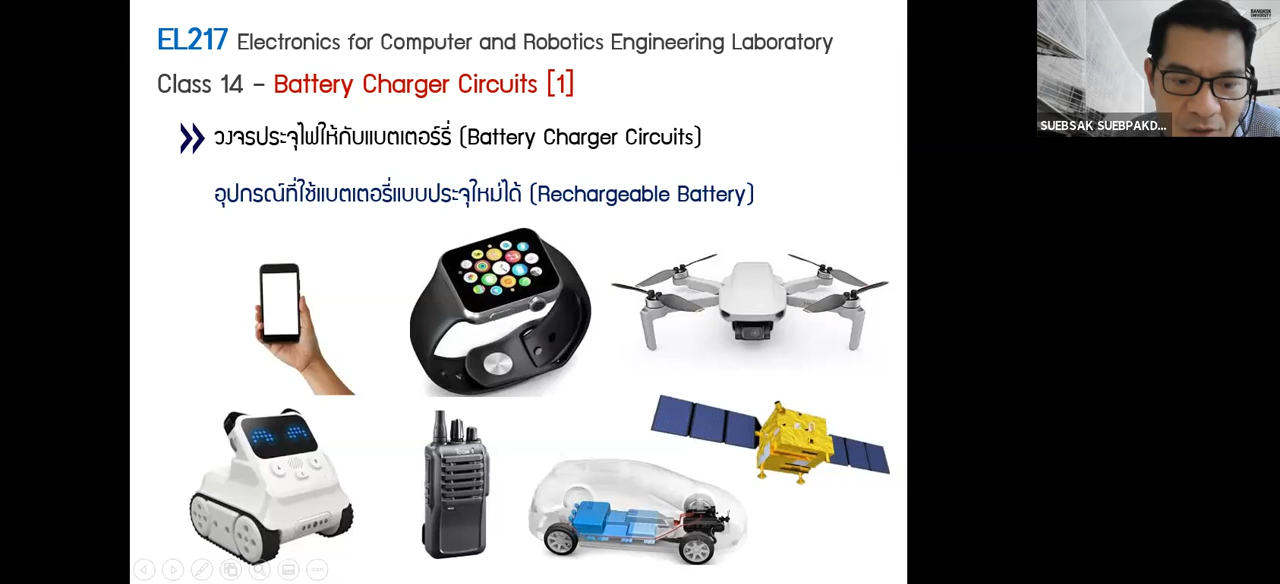 EL217 Electronics for Computer and Robotics Engineering Laboratory
Class 14 – Battery Charger Circuits [1]
วงจรประจุไฟให้กับแบตเตอร์รี่ (Battery Charger Circuits)
อุปกรณ์ที่ใช้แบตเตอรี่แบบประจุใหม่ได้ (Rechargeable Battery)
BANGKOK
UNIVERSITY
SUEBSAK SUEBPAKD...